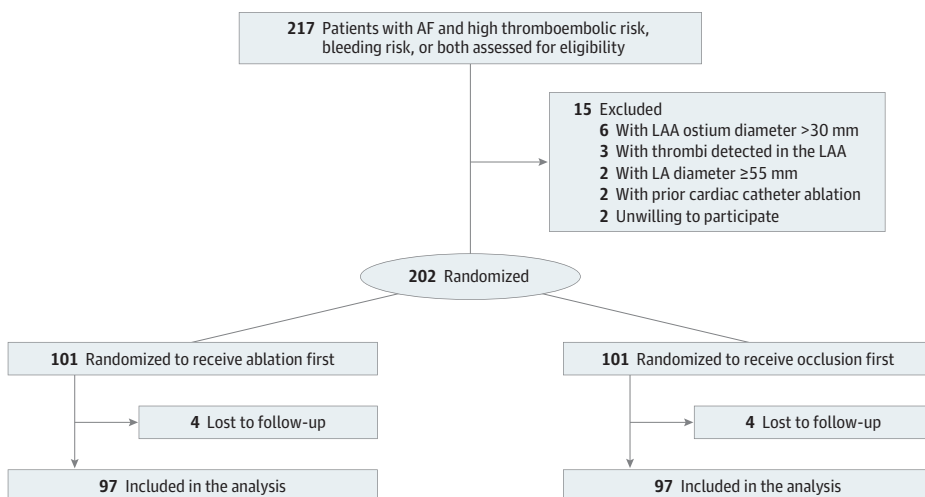 217 Patients with AF and high thromboembolic risk,
bleeding risk, or both assessed for eligibility
15 Excluded
6 With LAA ostium diameter >30 mm
3 With thrombi detected in the LAA
2 With LA diameter ≥55 mm
2 With prior cardiac catheter ablation
2 Unwilling to participate
202 Randomized
101 Randomized to receive ablation first
101 Randomized to receive occlusion first
4 Lost to follow-up
4 Lost to follow-up
97 Included in the analysis
97 Included in the analysis